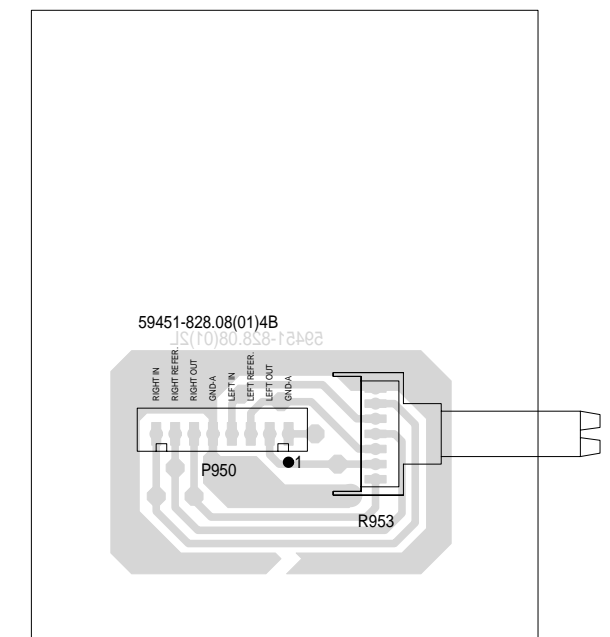 59451-828.08(01)4B
59451-828.08(01)2L
RIGHT IN
RIGHT REFER.
RIGHT OUT
GND-A
LEFT IN
LEFT REFER.
LEFT OUT
GND-A
P950
1
R953